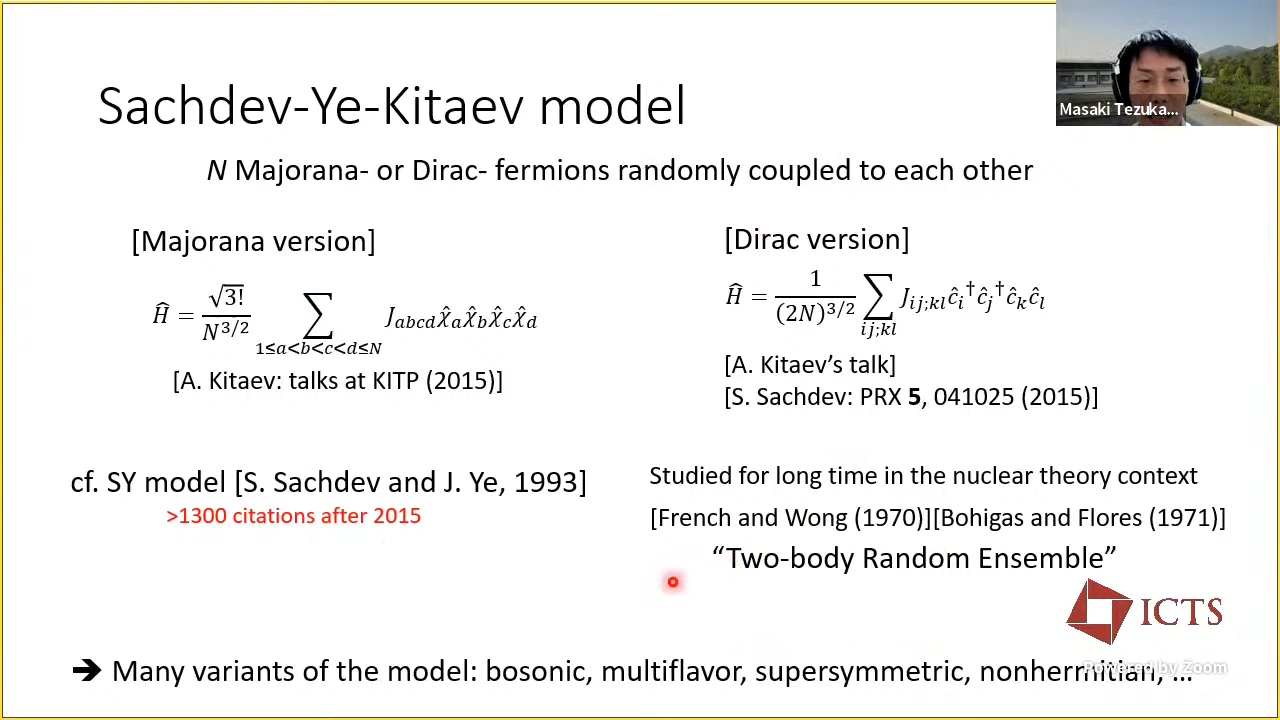 Sachdev-Ye-Kitaev model
Masaki Tezuka...
N Majorana- or Dirac- fermions randomly coupled to each other
[Majorana version]
Ĥ = √3! / N^{3/2} ∑_{1≤a<b<c<d≤N} J_{abcd} χ̂_a χ̂_b χ̂_c χ̂_d
[A. Kitaev: talks at KITP (2015)]
[Dirac version]
Ĥ = 1 / (2N)^{3/2} ∑_{ij;kl} J_{ij;kl} ĉ_i† ĉ_j† ĉ_k ĉ_l
[A. Kitaev's talk]
[S. Sachdev: PRX 5, 041025 (2015)]
cf. SY model [S. Sachdev and J. Ye, 1993]
>1300 citations after 2015
Studied for long time in the nuclear theory context
[French and Wong (1970)][Bohigas and Flores (1971)]
“Two-body Random Ensemble”
ICTS
➔ Many variants of the model: bosonic, multiflavor, supersymmetric, nonhermitian, ...
Powered by Zoom